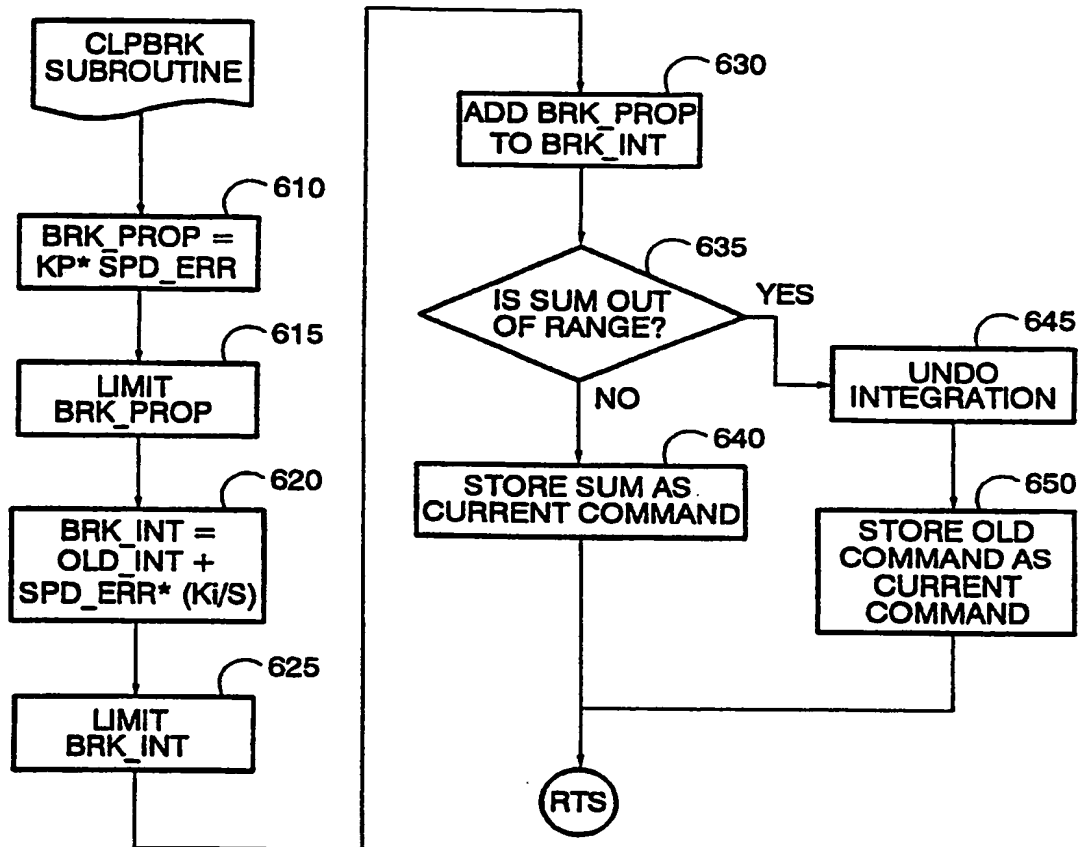 CLPBRK
SUBROUTINE
610
BRK_PROP =
KP* SPD_ERR
615
LIMIT
BRK_PROP
620
BRK_INT =
OLD_INT +
SPD_ERR* (Ki/S)
625
LIMIT
BRK_INT
630
ADD BRK_PROP
TO BRK_INT
635
IS SUM OUT
OF RANGE?
YES
NO
640
STORE SUM AS
CURRENT COMMAND
645
UNDO
INTEGRATION
650
STORE OLD
COMMAND AS
CURRENT
COMMAND
RTS